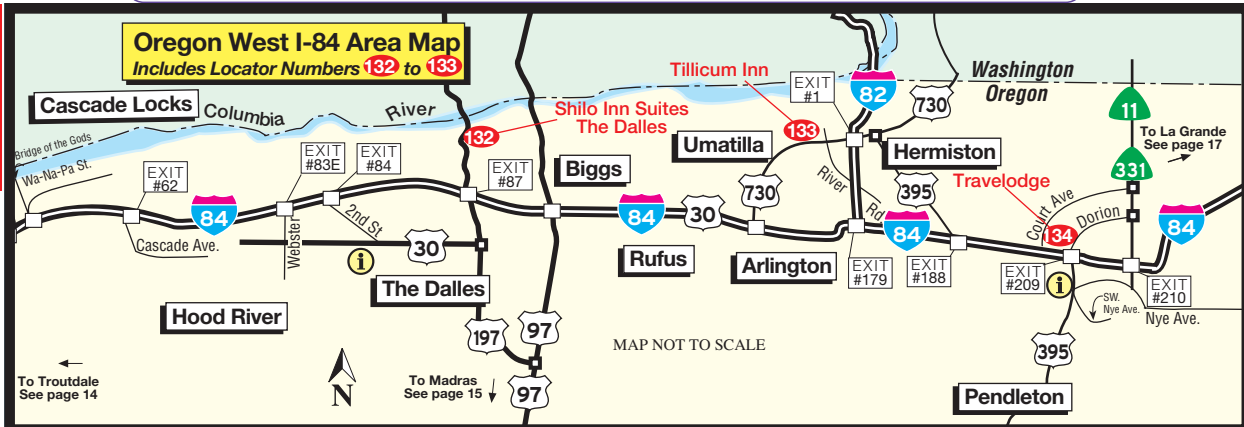 Oregon West I-84 Area Map
Includes Locator Numbers 132 to 133
Cascade Locks
Columbia River
Bridge of the Gods
Wa-Na-Pa St.
EXIT
#62
84
Cascade Ave.
Hood River
EXIT
#83E
EXIT
#84
Webster
2nd St
i
30
The Dalles
132
Shilo Inn Suites
The Dalles
EXIT
#87
197
97
97
Biggs
84
30
Rufus
Tillicum Inn
133
EXIT
#1
82
730
Washington
Oregon
Umatilla
Hermiston
730
River Rd
395
Arlington
84
EXIT
#179
EXIT
#188
Travelodge
134
Court Ave
Dorion
11
331
To La Grande
See page 17
84
EXIT
#209
i
EXIT
#210
SW.
Nye Ave.
Nye Ave.
395
Pendleton
MAP NOT TO SCALE
To Troutdale
See page 14
N
To Madras
See page 15